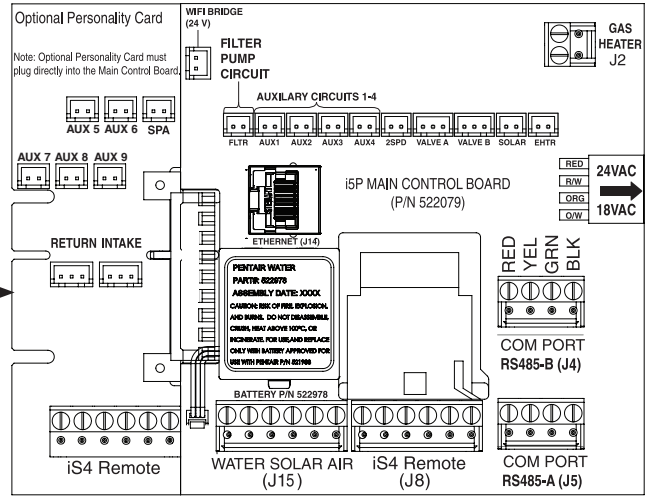 Optional Personality Card
Note: Optional Personality Card must
plug directly into the Main Control Board.
AUX 5 AUX 6 SPA
AUX 7 AUX 8 AUX 9
RETURN INTAKE
iS4 Remote
WIFI BRIDGE
(24 V)
FILTER
PUMP
CIRCUIT
AUXILARY CIRCUITS 1-4
FLTR AUX1 AUX2 AUX3 AUX4 2SPD VALVE A VALVE B SOLAR EHTR
GAS
HEATER
J2
ETHERNET (J14)
i5P MAIN CONTROL BOARD
(P/N 522079)
RED
R/W
ORG
O/W
24VAC
18VAC
PENTAIR WATER
PART#: 522978
ASSEMBLY DATE: XXXX
CAUTION: RISK OF FIRE, EXPLOSION,
AND BURNS. DO NOT DISASSEMBLE,
CRUSH, HEAT ABOVE 100°C, OR
INCINERATE. FOR USE,AND REPLACE
ONLY WITH BATTERY APPROVED FOR
USE WITH PENTAIR P/N 521988
BATTERY P/N 522978
RED YEL GRN BLK
COM PORT
RS485-B (J4)
WATER SOLAR AIR
(J15)
iS4 Remote
(J8)
COM PORT
RS485-A (J5)